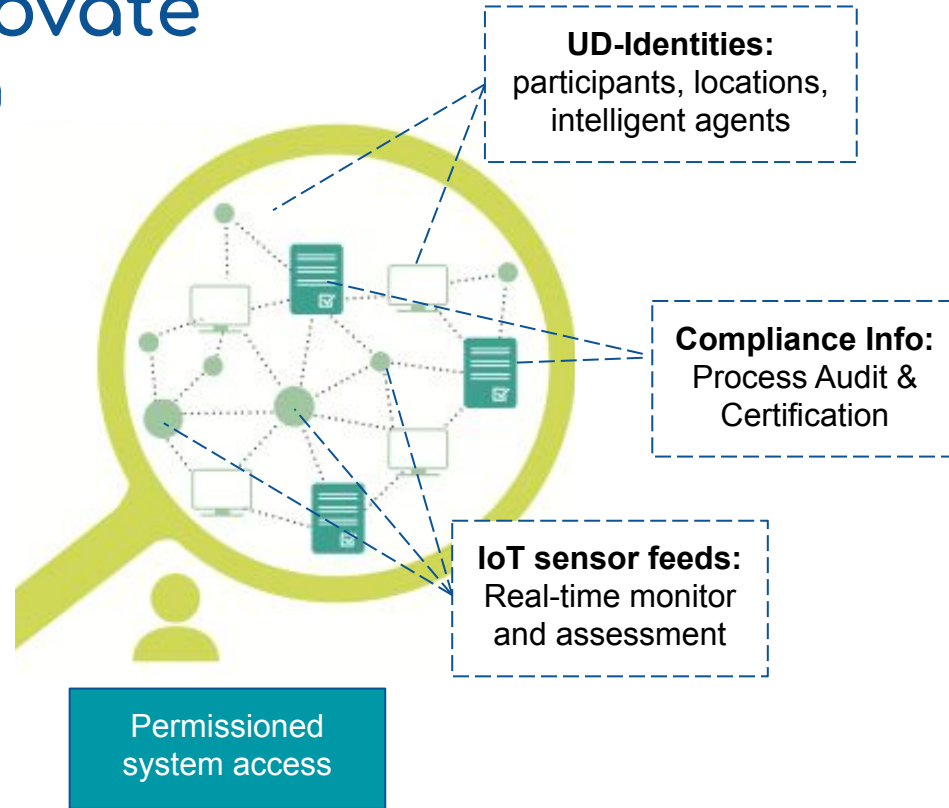 UD-Identities:
participants, locations,
intelligent agents
Compliance Info:
Process Audit &
Certification
IoT sensor feeds:
Real-time monitor
and assessment
Permissioned
system access